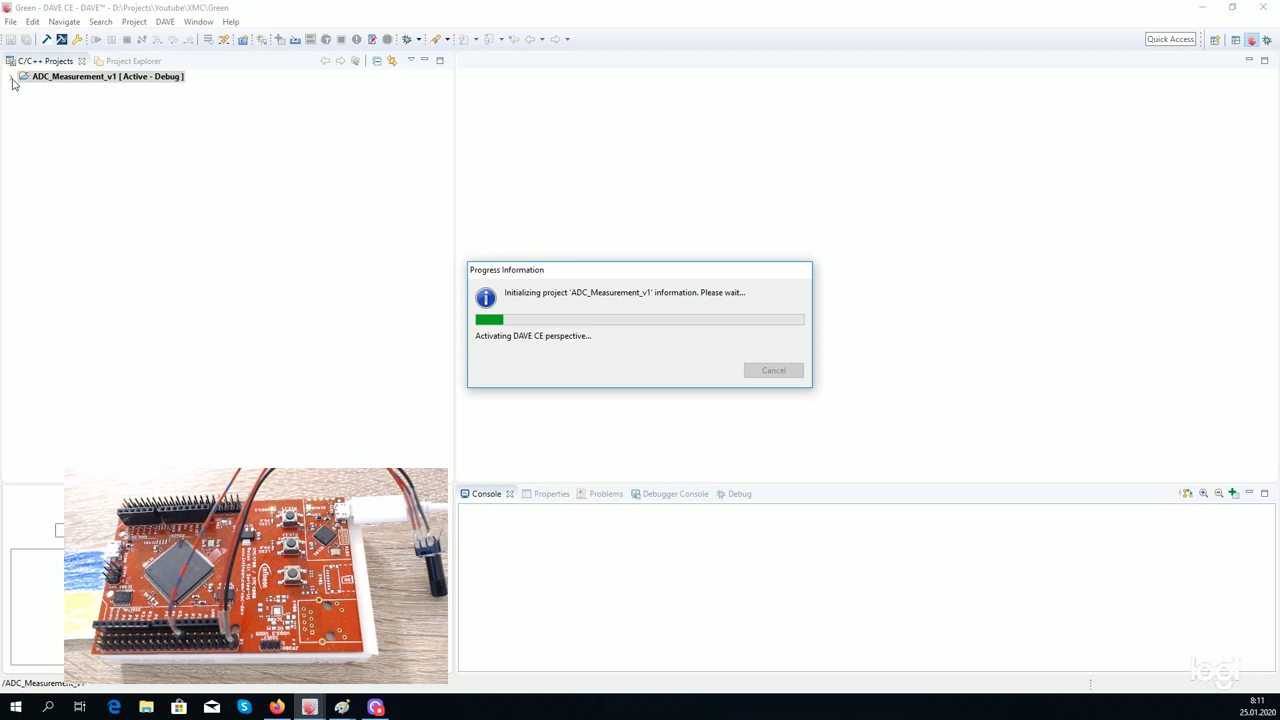 Green - DAVE CE - DAVE™ - D:\Projects\Youtube\XMC\Green
File Edit Navigate Search Project DAVE Window Help
Quick Access
C/C++ Projects Project Explorer
ADC_Measurement_v1 [ Active - Debug ]
Progress Information
Initializing project 'ADC_Measurement_v1' information. Please wait...
Activating DAVE CE perspective...
Cancel
Console Properties Problems Debugger Console Debug
Infineon
logi
/ADC_Measurement_v1
8:11
25.01.2020